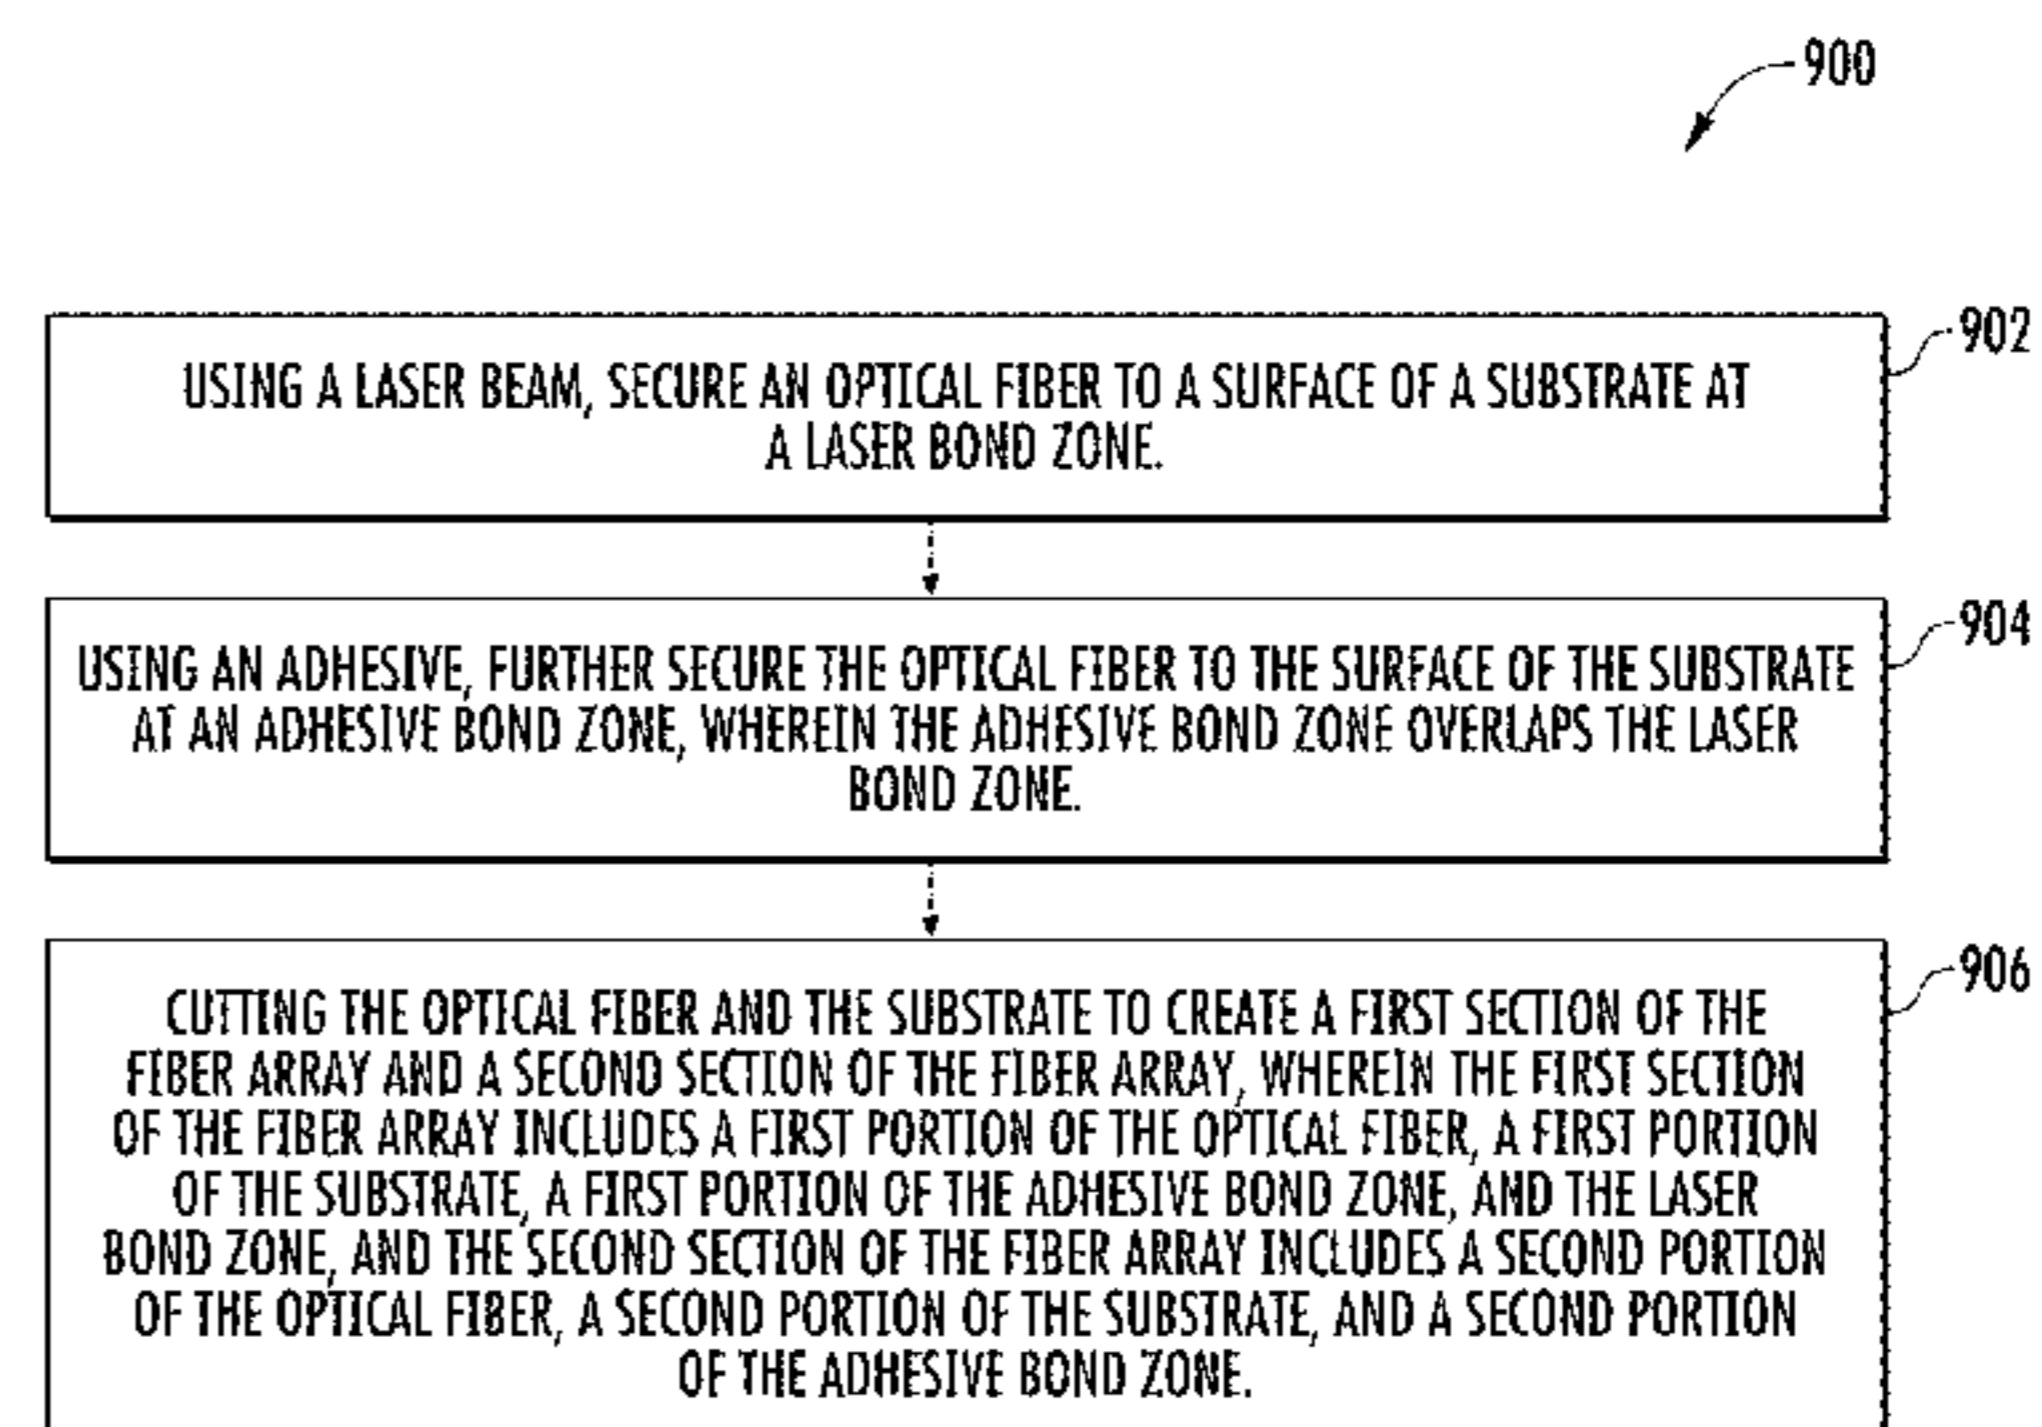 900
902
USING A LASER BEAM, SECURE AN OPTICAL FIBER TO A SURFACE OF A SUBSTRATE AT
A LASER BOND ZONE.
904
USING AN ADHESIVE, FURTHER SECURE THE OPTICAL FIBER TO THE SURFACE OF THE SUBSTRATE
AT AN ADHESIVE BOND ZONE, WHEREIN THE ADHESIVE BOND ZONE OVERLAPS THE LASER
BOND ZONE.
906
CUTTING THE OPTICAL FIBER AND THE SUBSTRATE TO CREATE A FIRST SECTION OF THE
FIBER ARRAY AND A SECOND SECTION OF THE FIBER ARRAY, WHEREIN THE FIRST SECTION
OF THE FIBER ARRAY INCLUDES A FIRST PORTION OF THE OPTICAL FIBER, A FIRST PORTION
OF THE SUBSTRATE, A FIRST PORTION OF THE ADHESIVE BOND ZONE, AND THE LASER
BOND ZONE, AND THE SECOND SECTION OF THE FIBER ARRAY INCLUDES A SECOND PORTION
OF THE OPTICAL FIBER, A SECOND PORTION OF THE SUBSTRATE, AND A SECOND PORTION
OF THE ADHESIVE BOND ZONE.